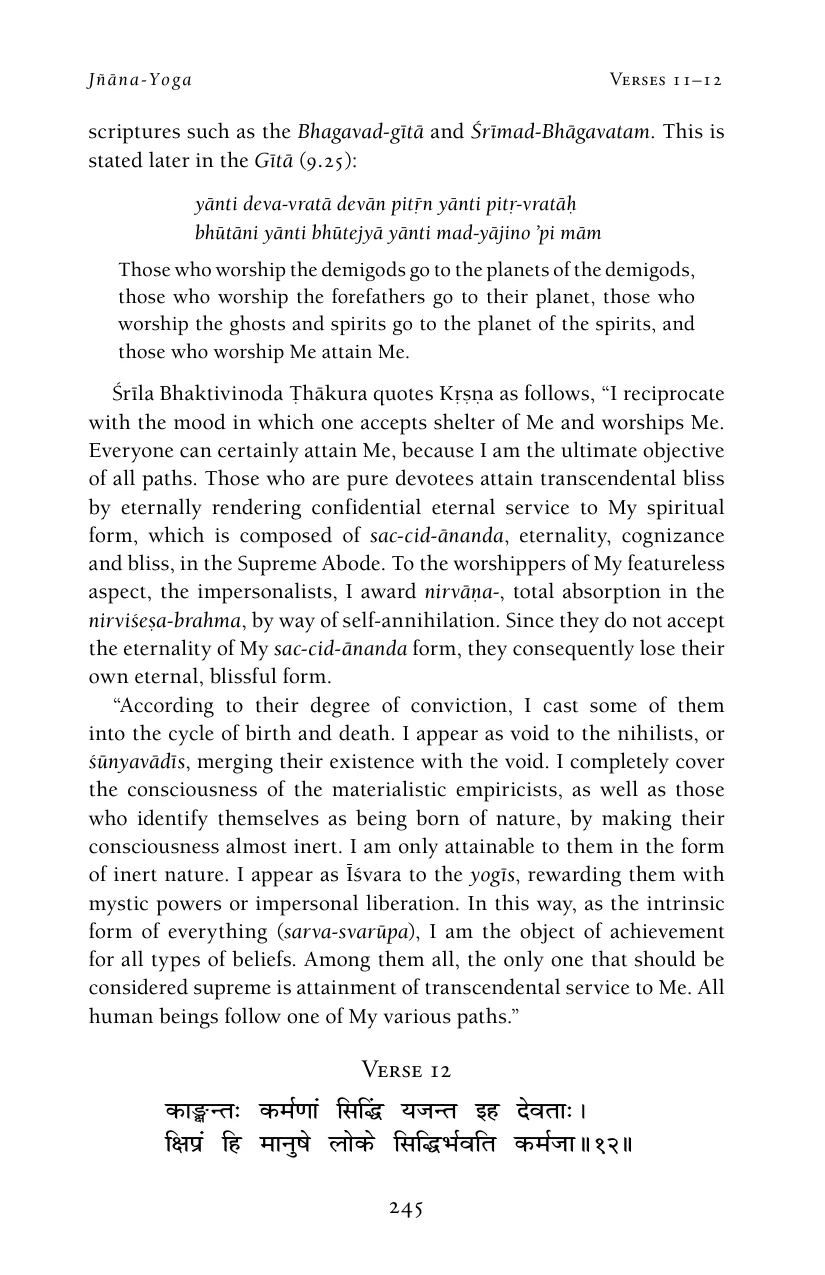 Jñāna-Yoga Verses 11–12
scriptures such as the Bhagavad-gītā and Śrīmad-Bhāgavatam. This is
stated later in the Gītā (9.25):
yānti deva-vratā devān pitṝn yānti pitṛ-vratāḥ
bhūtāni yānti bhūtejyā yānti mad-yājino ’pi mām
Those who worship the demigods go to the planets of the demigods,
those who worship the forefathers go to their planet, those who
worship the ghosts and spirits go to the planet of the spirits, and
those who worship Me attain Me.
Śrīla Bhaktivinoda Ṭhākura quotes Kṛṣṇa as follows, “I reciprocate
with the mood in which one accepts shelter of Me and worships Me.
Everyone can certainly attain Me, because I am the ultimate objective
of all paths. Those who are pure devotees attain transcendental bliss
by eternally rendering confidential eternal service to My spiritual
form, which is composed of sac-cid-ānanda, eternality, cognizance
and bliss, in the Supreme Abode. To the worshippers of My featureless
aspect, the impersonalists, I award nirvāṇa-, total absorption in the
nirviśeṣa-brahma, by way of self-annihilation. Since they do not accept
the eternality of My sac-cid-ānanda form, they consequently lose their
own eternal, blissful form.
“According to their degree of conviction, I cast some of them
into the cycle of birth and death. I appear as void to the nihilists, or
śūnyavādīs, merging their existence with the void. I completely cover
the consciousness of the materialistic empiricists, as well as those
who identify themselves as being born of nature, by making their
consciousness almost inert. I am only attainable to them in the form
of inert nature. I appear as Īśvara to the yogīs, rewarding them with
mystic powers or impersonal liberation. In this way, as the intrinsic
form of everything (sarva-svarūpa), I am the object of achievement
for all types of beliefs. Among them all, the only one that should be
considered supreme is attainment of transcendental service to Me. All
human beings follow one of My various paths.”
Verse 12
काङ्क्षन्तः कर्मणां सिद्धिं यजन्त इह देवताः ।
क्षिप्रं हि मानुषे लोके सिद्धिर्भवति कर्मजा॥१२॥
245